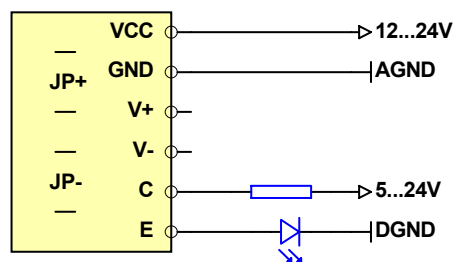 VCC 12...24V
GND AGND
JP+
V+
V-
JP-
C 5...24V
E DGND